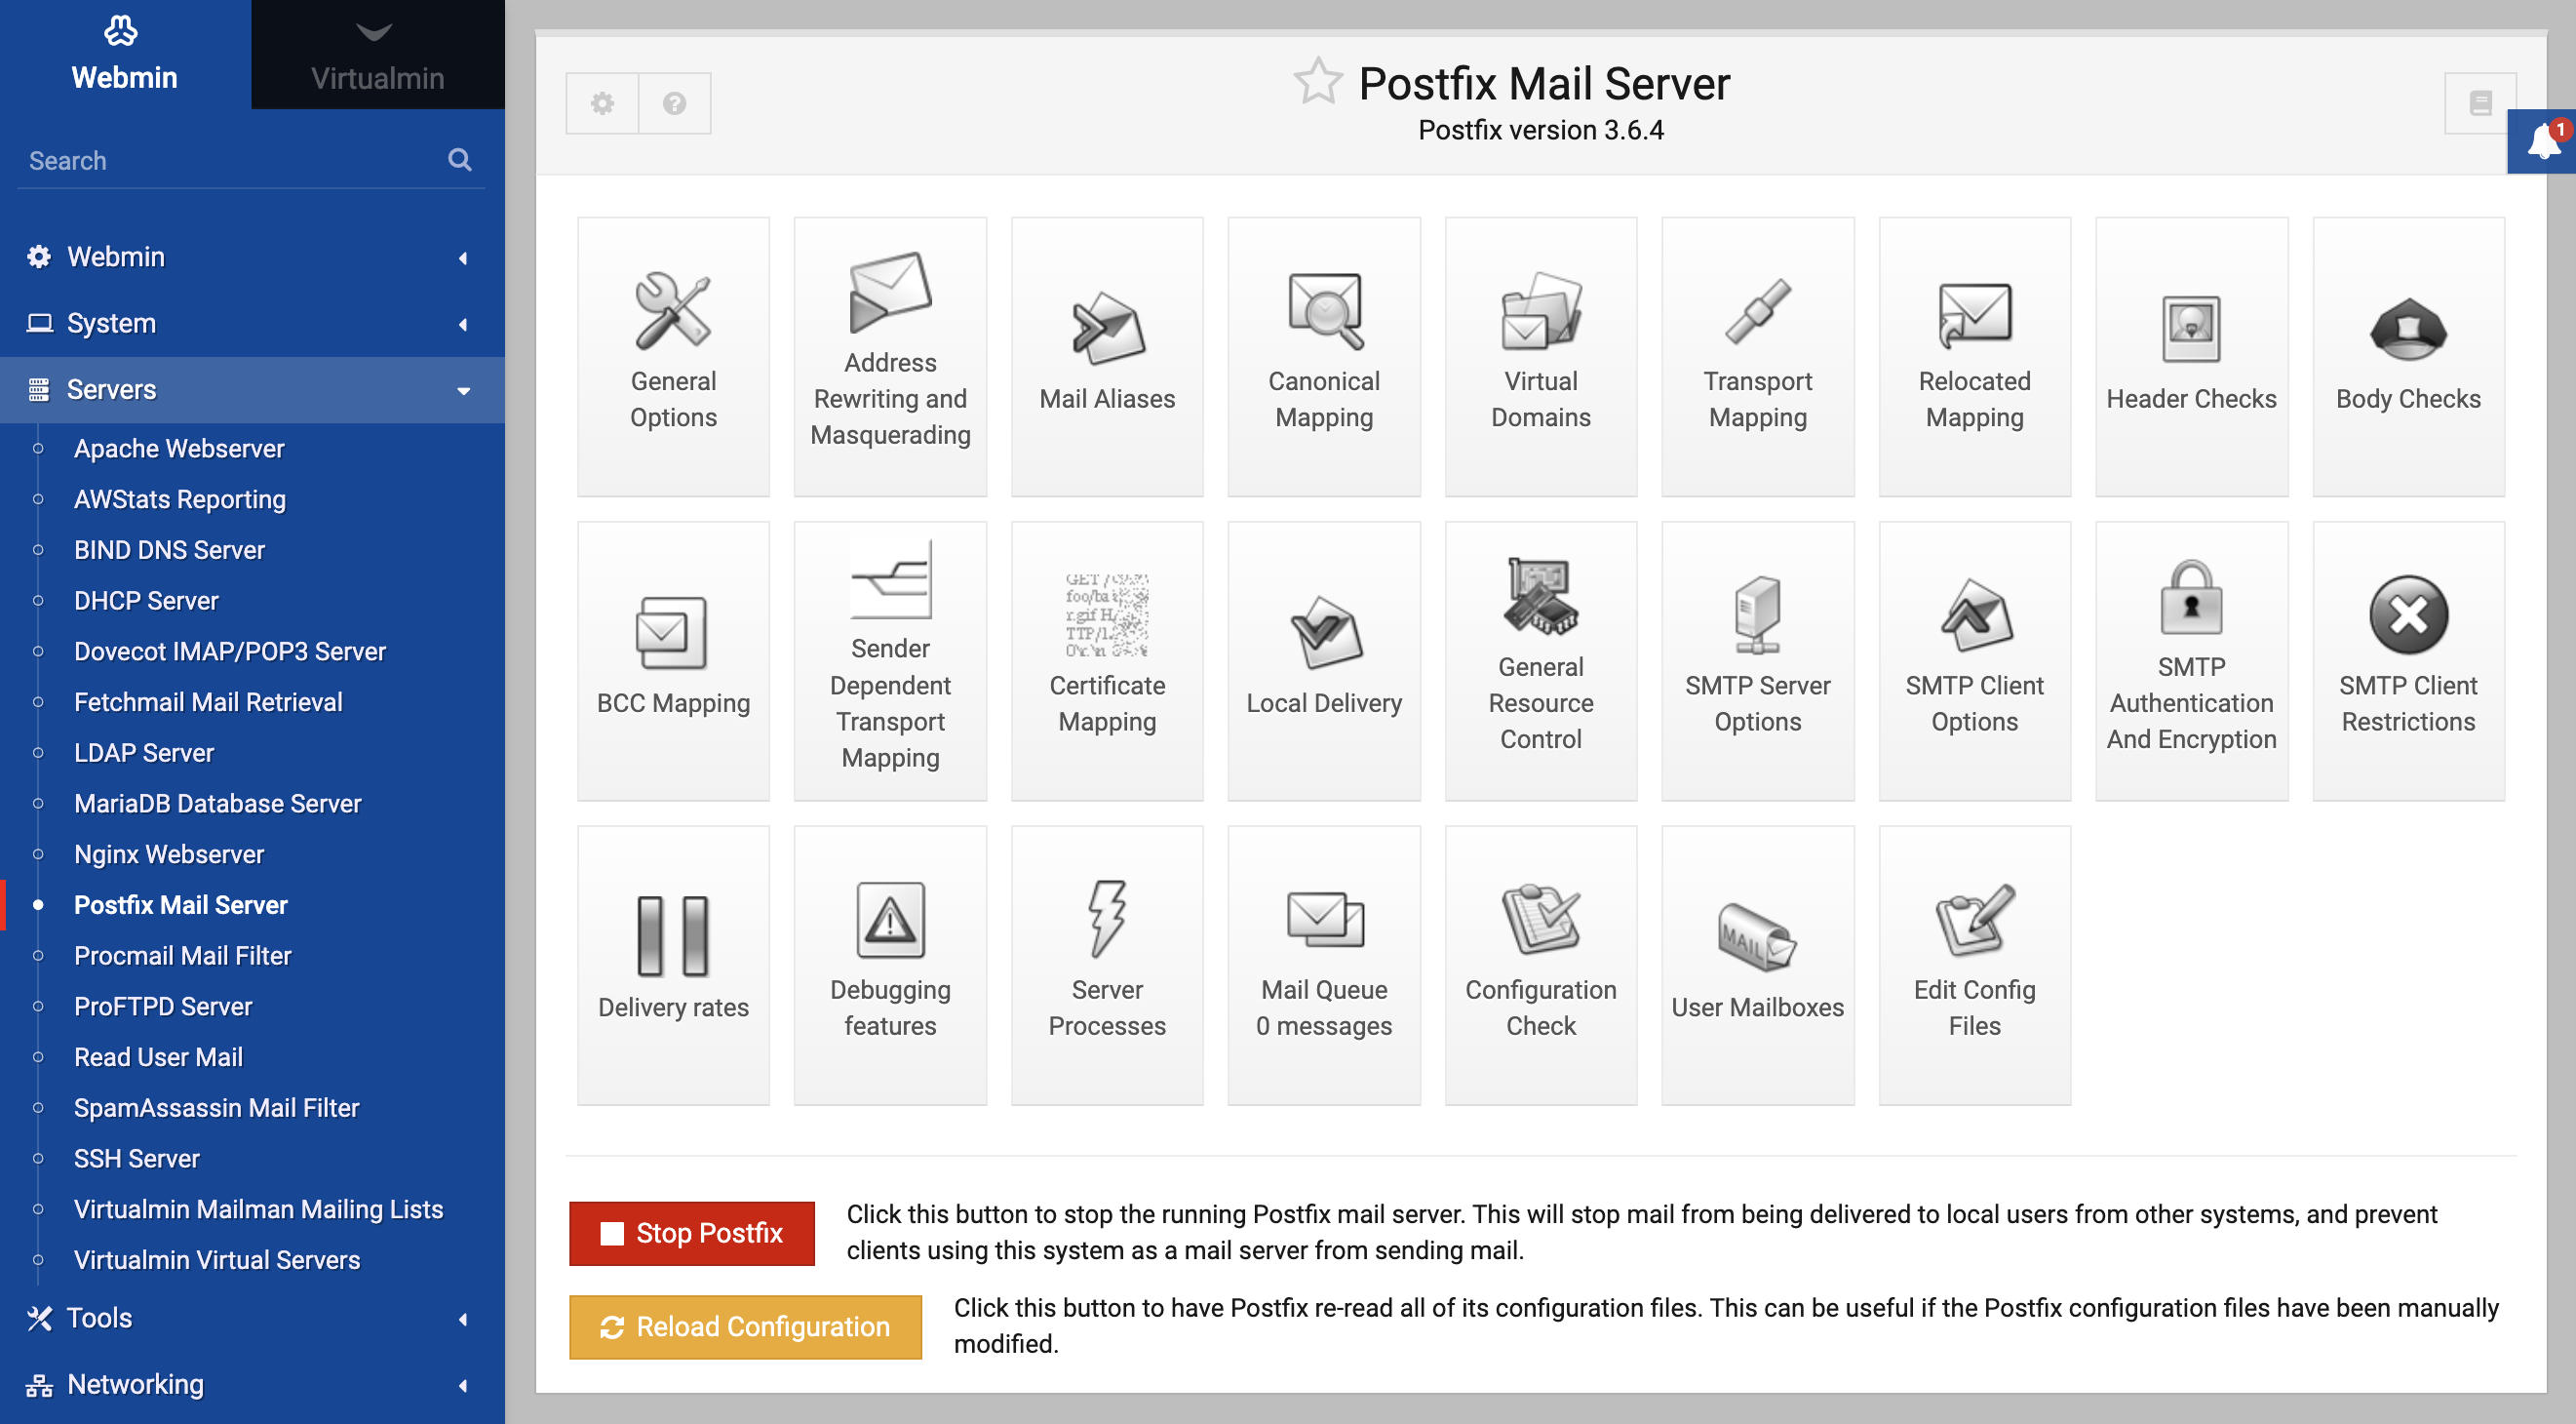 Webmin
Virtualmin
Search
Webmin
System
Servers
Apache Webserver
AWStats Reporting
BIND DNS Server
DHCP Server
Dovecot IMAP/POP3 Server
Fetchmail Mail Retrieval
LDAP Server
MariaDB Database Server
Nginx Webserver
Postfix Mail Server
Procmail Mail Filter
ProFTPD Server
Read User Mail
SpamAssassin Mail Filter
SSH Server
Virtualmin Mailman Mailing Lists
Virtualmin Virtual Servers
Tools
Networking
Postfix Mail Server
Postfix version 3.6.4
1
General
Options
Address
Rewriting and
Masquerading
Mail Aliases
Canonical
Mapping
Virtual
Domains
Transport
Mapping
Relocated
Mapping
Header Checks
Body Checks
BCC Mapping
Sender
Dependent
Transport
Mapping
GET /
foo/ba
r.gif H/
TTP/1.
Certificate
Mapping
Local Delivery
General
Resource
Control
SMTP Server
Options
SMTP Client
Options
SMTP
Authentication
And Encryption
SMTP Client
Restrictions
Delivery rates
Debugging
features
Server
Processes
Mail Queue
0 messages
Configuration
Check
MAIL
User Mailboxes
Edit Config
Files
Stop Postfix
Click this button to stop the running Postfix mail server. This will stop mail from being delivered to local users from other systems, and prevent
clients using this system as a mail server from sending mail.
Reload Configuration
Click this button to have Postfix re-read all of its configuration files. This can be useful if the Postfix configuration files have been manually
modified.